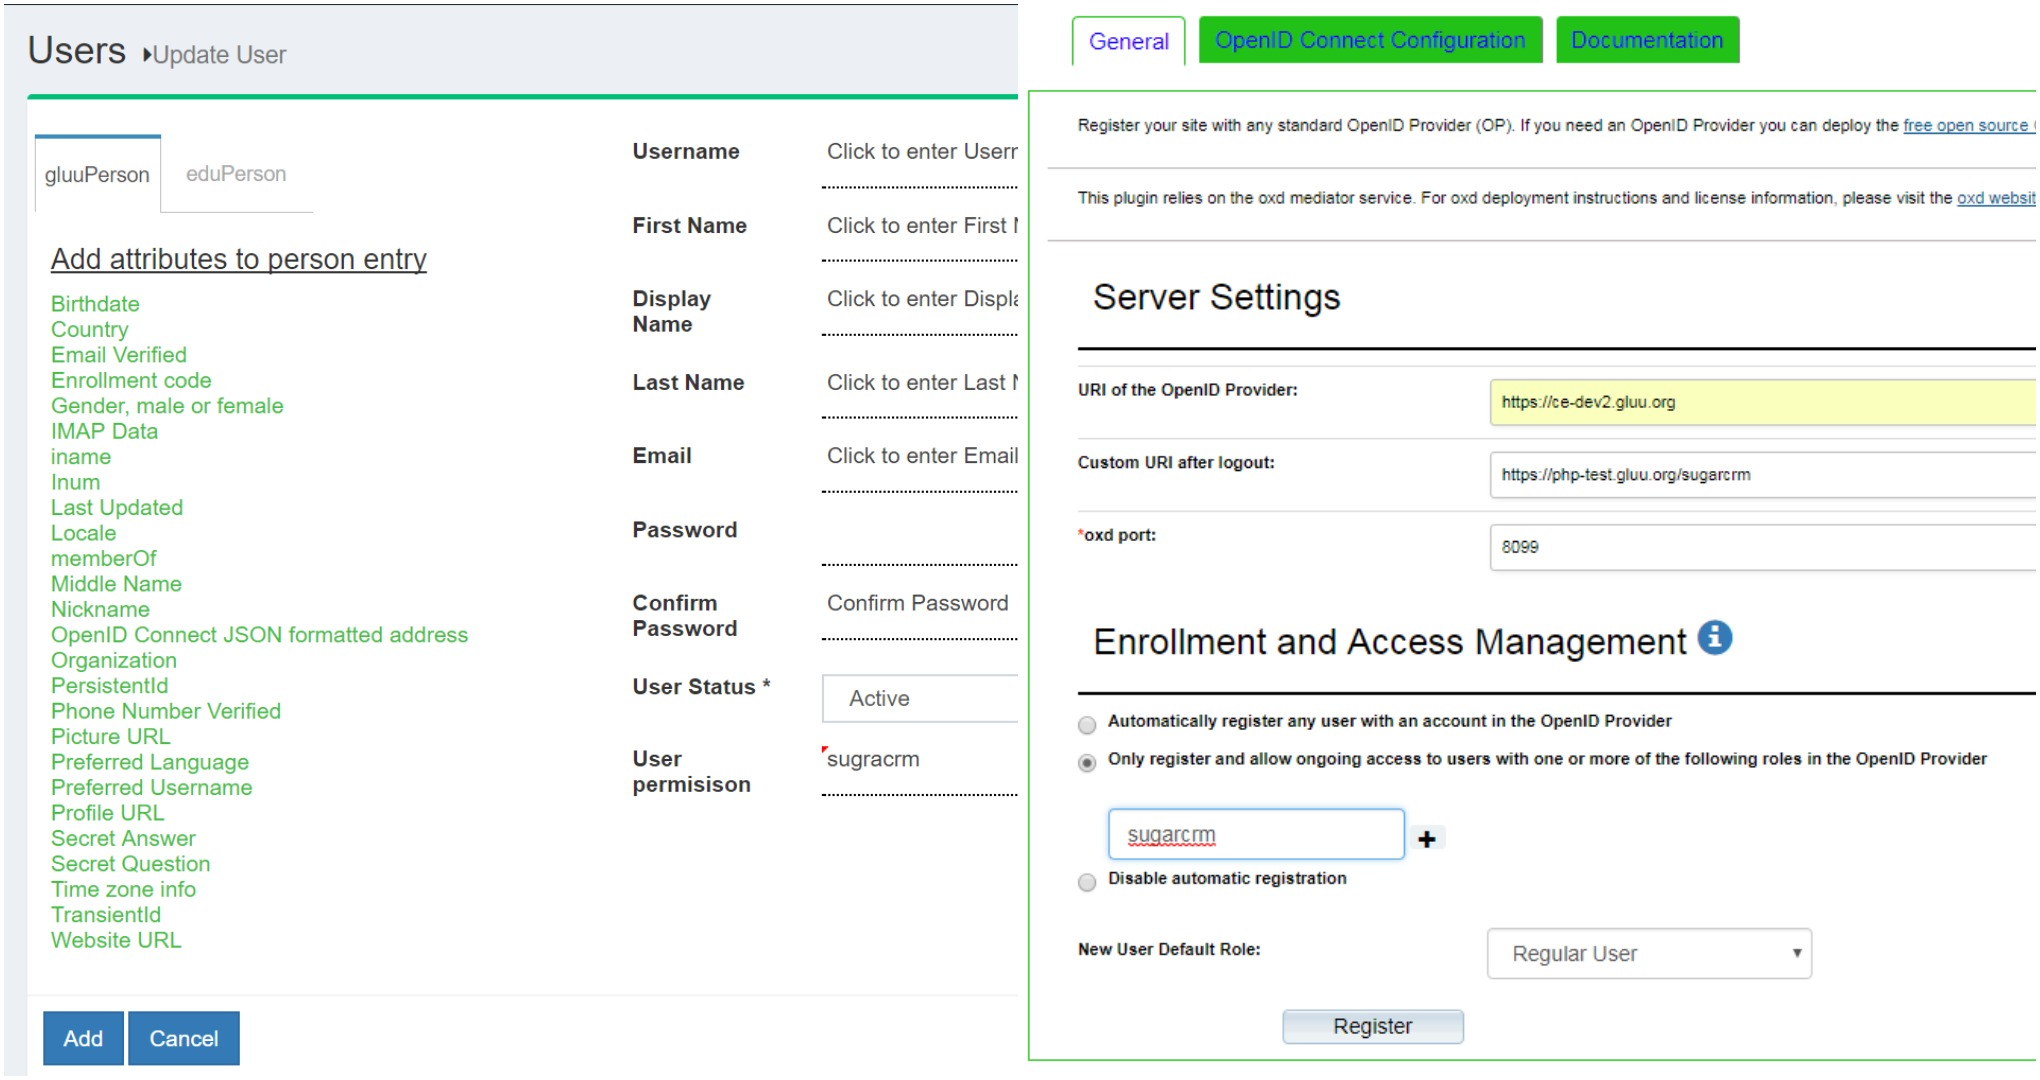 Users Update User
gluuPerson eduPerson
Add attributes to person entry
Birthdate
Country
Email Verified
Enrollment code
Gender, male or female
IMAP Data
iname
Inum
Last Updated
Locale
memberOf
Middle Name
Nickname
OpenID Connect JSON formatted address
Organization
PersistentId
Phone Number Verified
Picture URL
Preferred Language
Preferred Username
Profile URL
Secret Answer
Secret Question
Time zone info
TransientId
Website URL
Add Cancel
Username Click to enter
First Name Click to enter First
Display
Name
Click to enter
Last Name Click to enter Last
Email Click to enter Email
Password
Confirm
Password
Confirm Password
User Status * Active
User
permisison
sugracrm
General OpenID Connect Configuration Documentation
Register your site with any standard OpenID Provider (OP). If you need an OpenID Provider you can deploy the free open source
This plugin relies on the oxd mediator service. For oxd deployment instructions and license information, please visit the oxd
Server Settings
URI of the OpenID Provider: https://ce-dev2.gluu.org
Custom URI after logout: https://php-test.gluu.org/sugarcrm
*oxd port: 8099
Enrollment and Access Management
Automatically register any user with an account in the OpenID Provider
Only register and allow ongoing access to users with one or more of the following roles in the OpenID Provider
sugarcrm +
Disable automatic registration
New User Default Role: Regular User
Register